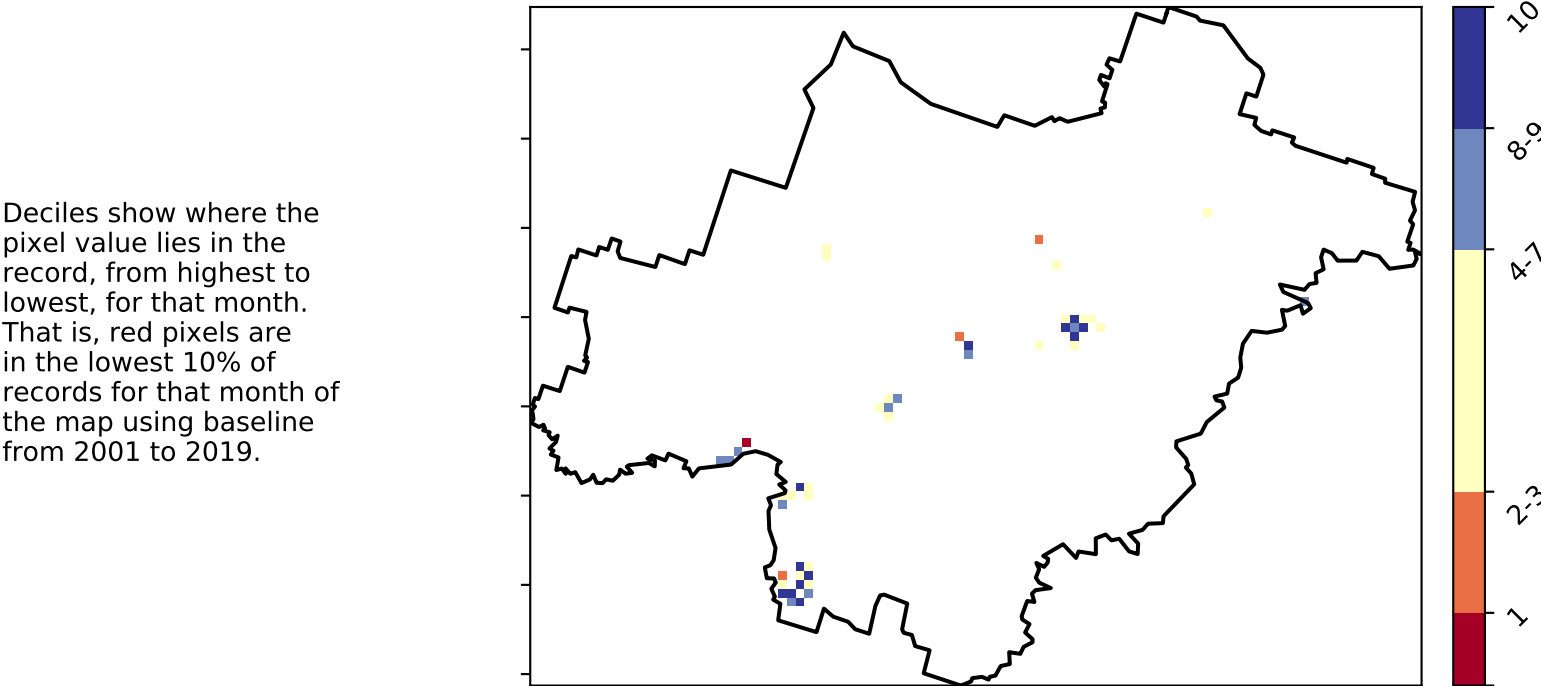 Deciles show where the
pixel value lies in the
record, from highest to
lowest, for that month.
That is, red pixels are
in the lowest 10% of
records for that month of
the map using baseline
from 2001 to 2019.
10
8-9
4-7
2-3
1